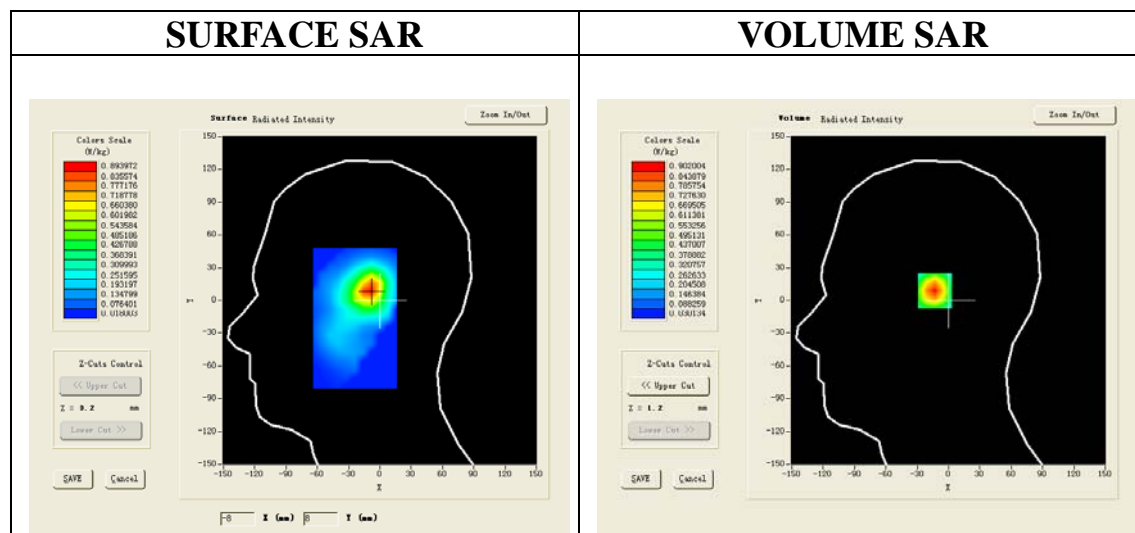 SURFACE SAR
VOLUME SAR
Surface Radiated Intensity
Zoom In/Out
Colors Scale
(W/kg)
0.893972
0.835574
0.777176
0.718778
0.660380
0.601982
0.543584
0.485186
0.426788
0.368391
0.309993
0.251595
0.193197
0.134799
0.076401
0.018003
Z-Cuts Control
<< Upper Cut
Z = mm
Lower Cut >>
SAVE Cancel
150
120
90
60
30
0
-30
-60
-90
-120
-150
Y
-150 -120 -90 -60 -30 0 30 60 90 120 150
X
-8 X (mm) 8 Y (mm)
Volume Radiated Intensity
Zoom In/Out
Colors Scale
(W/kg)
0.902004
0.843879
0.785754
0.727630
0.669505
0.611381
0.553256
0.495131
0.437007
0.378882
0.320757
0.262633
0.204508
0.146384
0.088259
0.030134
Z-Cuts Control
<< Upper Cut
Z = 1.2 mm
Lower Cut >>
SAVE Cancel
150
120
90
60
30
0
-30
-60
-90
-120
-150
Y
-150 -120 -90 -60 -30 0 30 60 90 120 150
X